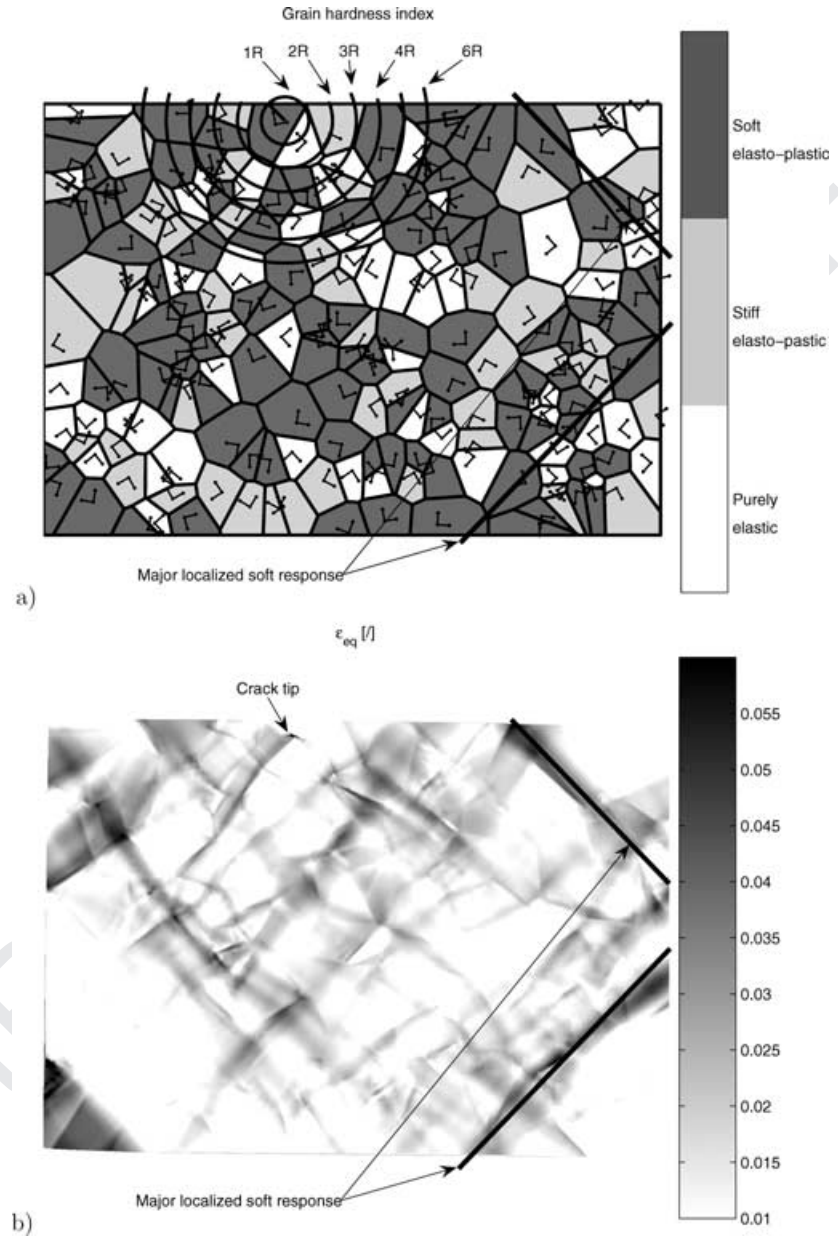 Grain hardness index
1R 2R 3R 4R 6R
Soft
elasto-plastic
Stiff
elasto-pastic
Purely
elastic
Major localized soft response
a)
ε_eq [/]
Crack tip
0.055
0.05
0.045
0.04
0.035
0.03
0.025
0.02
0.015
0.01
Major localized soft response
b)